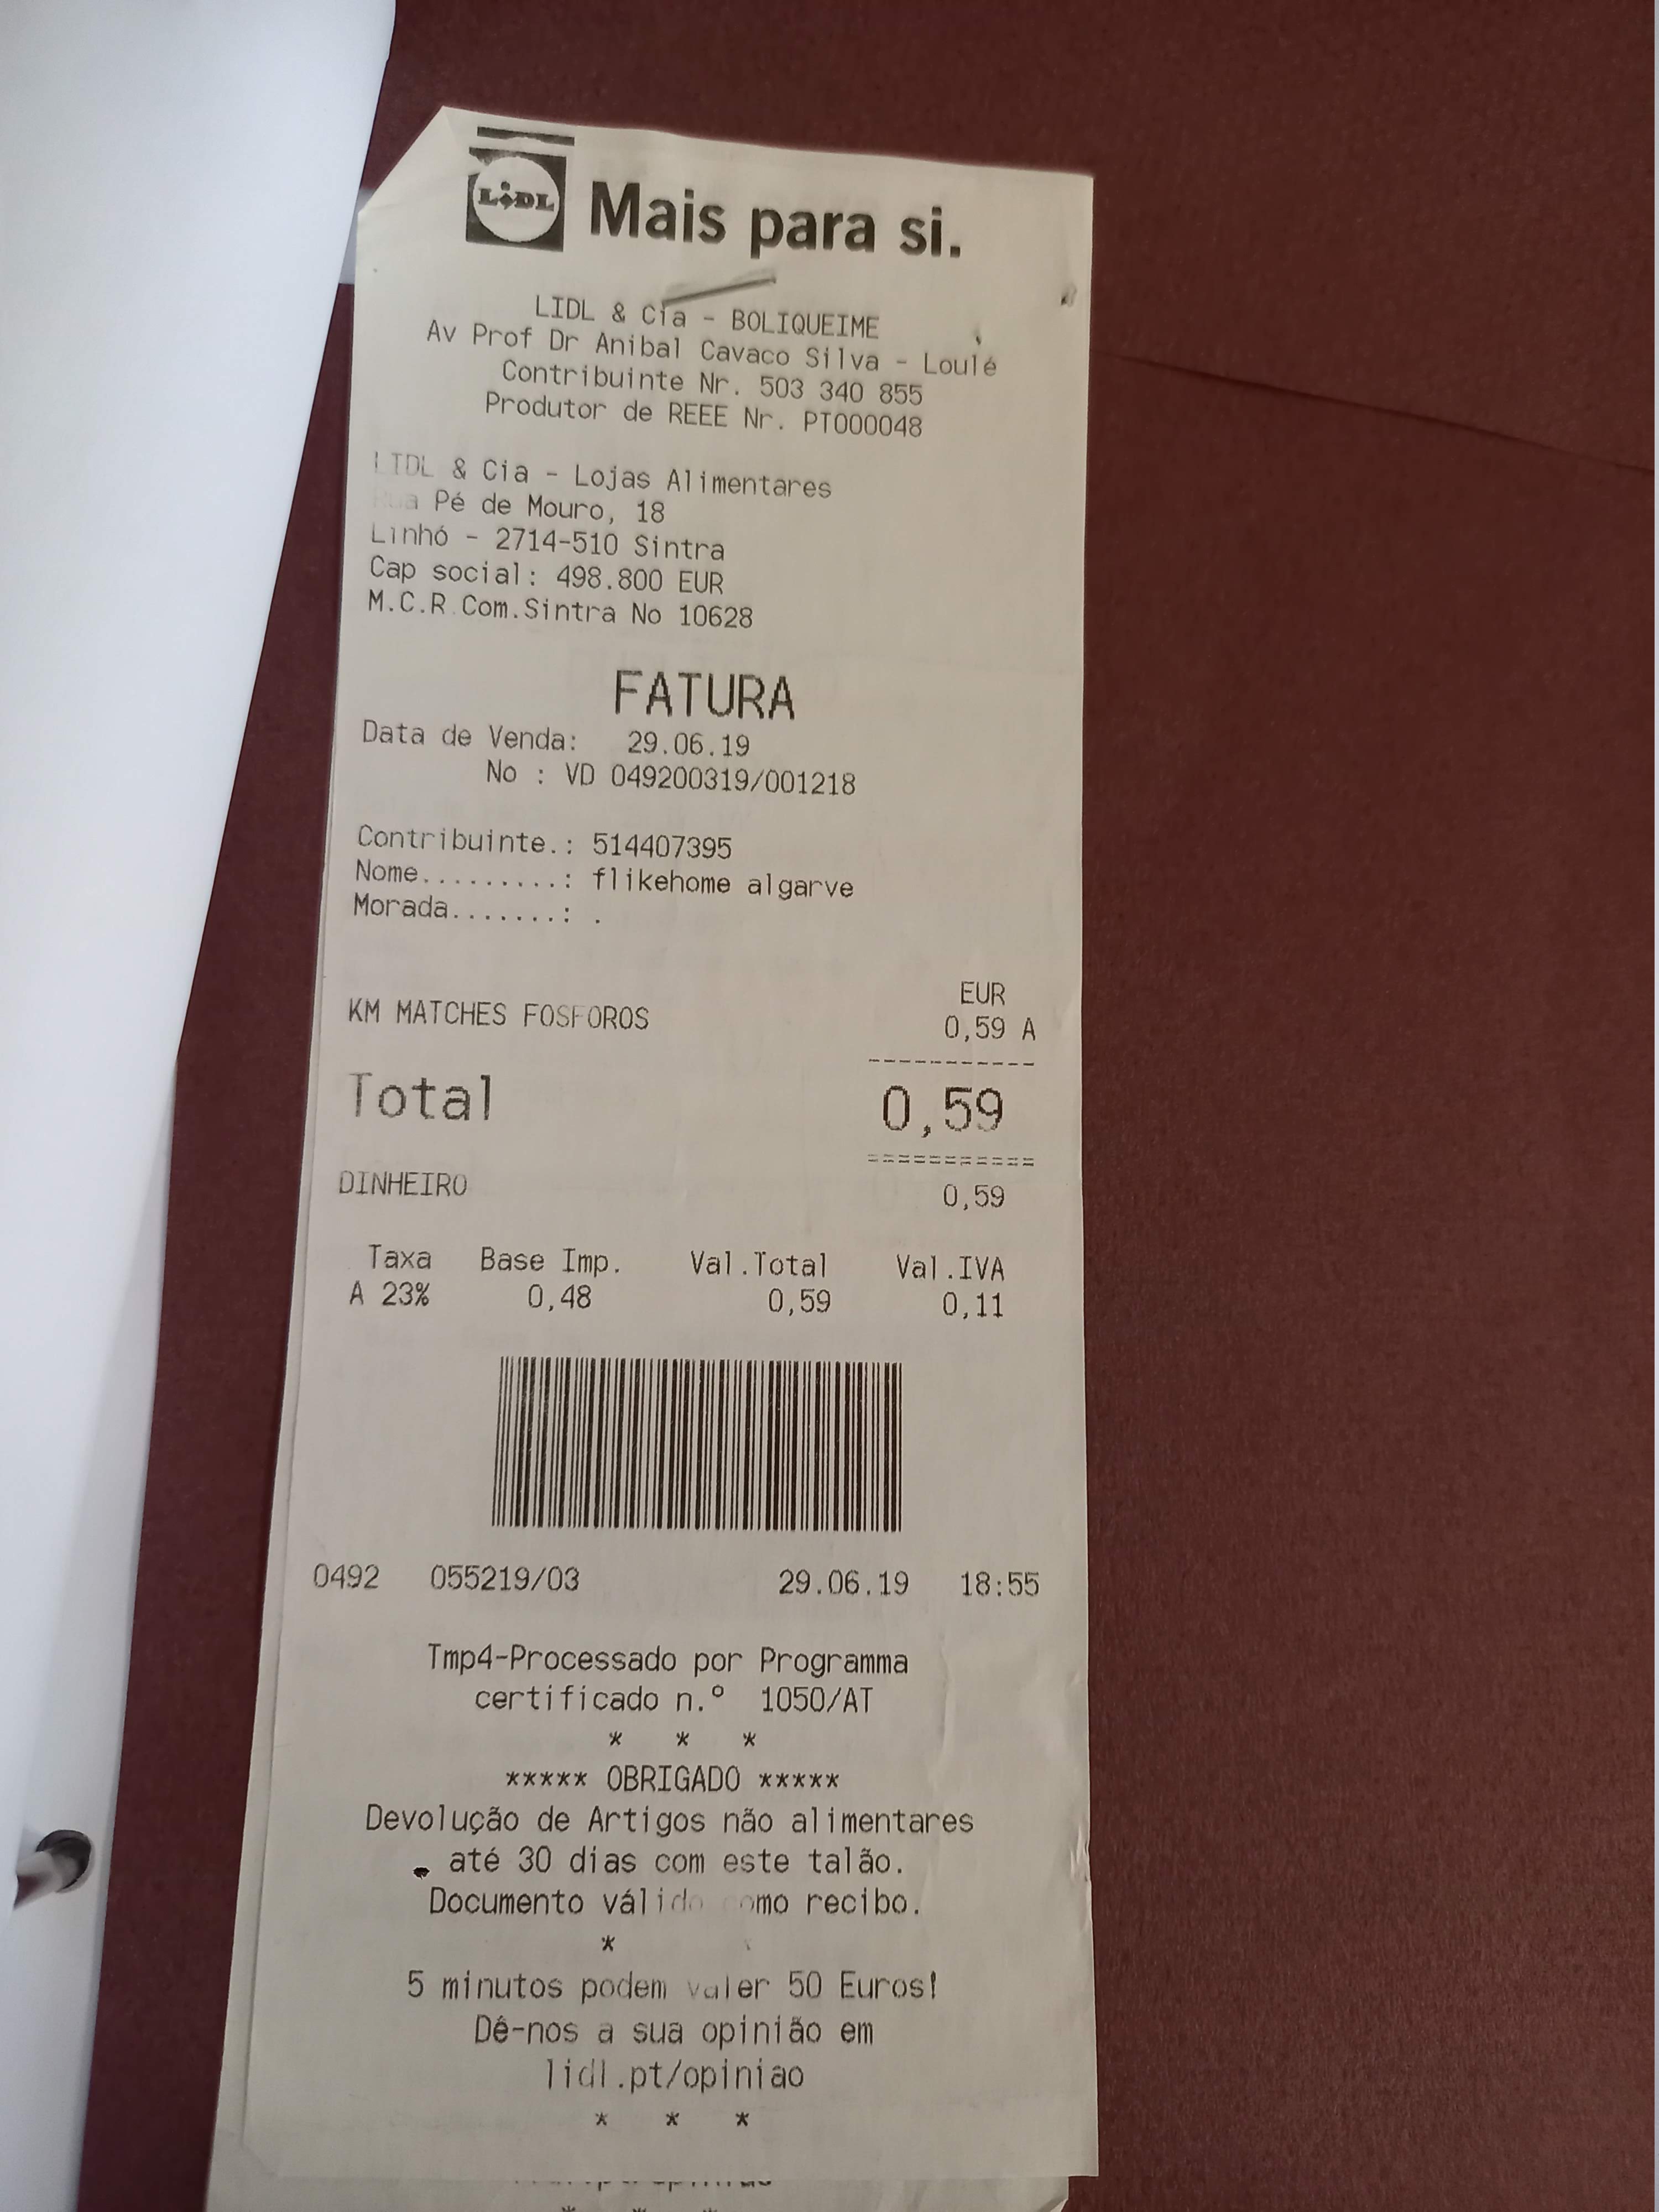 LIDL Mais para si.
LIDL & Cia - BOLIQUEIME
Av Prof Dr Anibal Cavaco Silva - Loulé
Contribuinte Nr. 503 340 855
Produtor de REEE Nr. PT000048
LIDL & Cia - Lojas Alimentares
Rua Pé de Mouro, 18
Linhó - 2714-510 Sintra
Cap social: 498.800 EUR
M.C.R.Com.Sintra No 10628
FATURA
Data de Venda: 29.06.19
No : VD 049200319/001218
Contribuinte.: 514407395
Nome.........: flikehome algarve
Morada.......: .
EUR
KM MATCHES FOSFOROS 0,59 A
-----------
Total 0,59
===========
DINHEIRO 0,59
Taxa Base Imp. Val.Total Val.IVA
A 23% 0,48 0,59 0,11
0492 055219/03 29.06.19 18:55
Tmp4-Processado por Programma
certificado n.º 1050/AT
* * *
***** OBRIGADO *****
Devolução de Artigos não alimentares
até 30 dias com este talão.
Documento válido como recibo.
*
5 minutos podem valer 50 Euros!
Dê-nos a sua opinião em
lidl.pt/opiniao
* * *